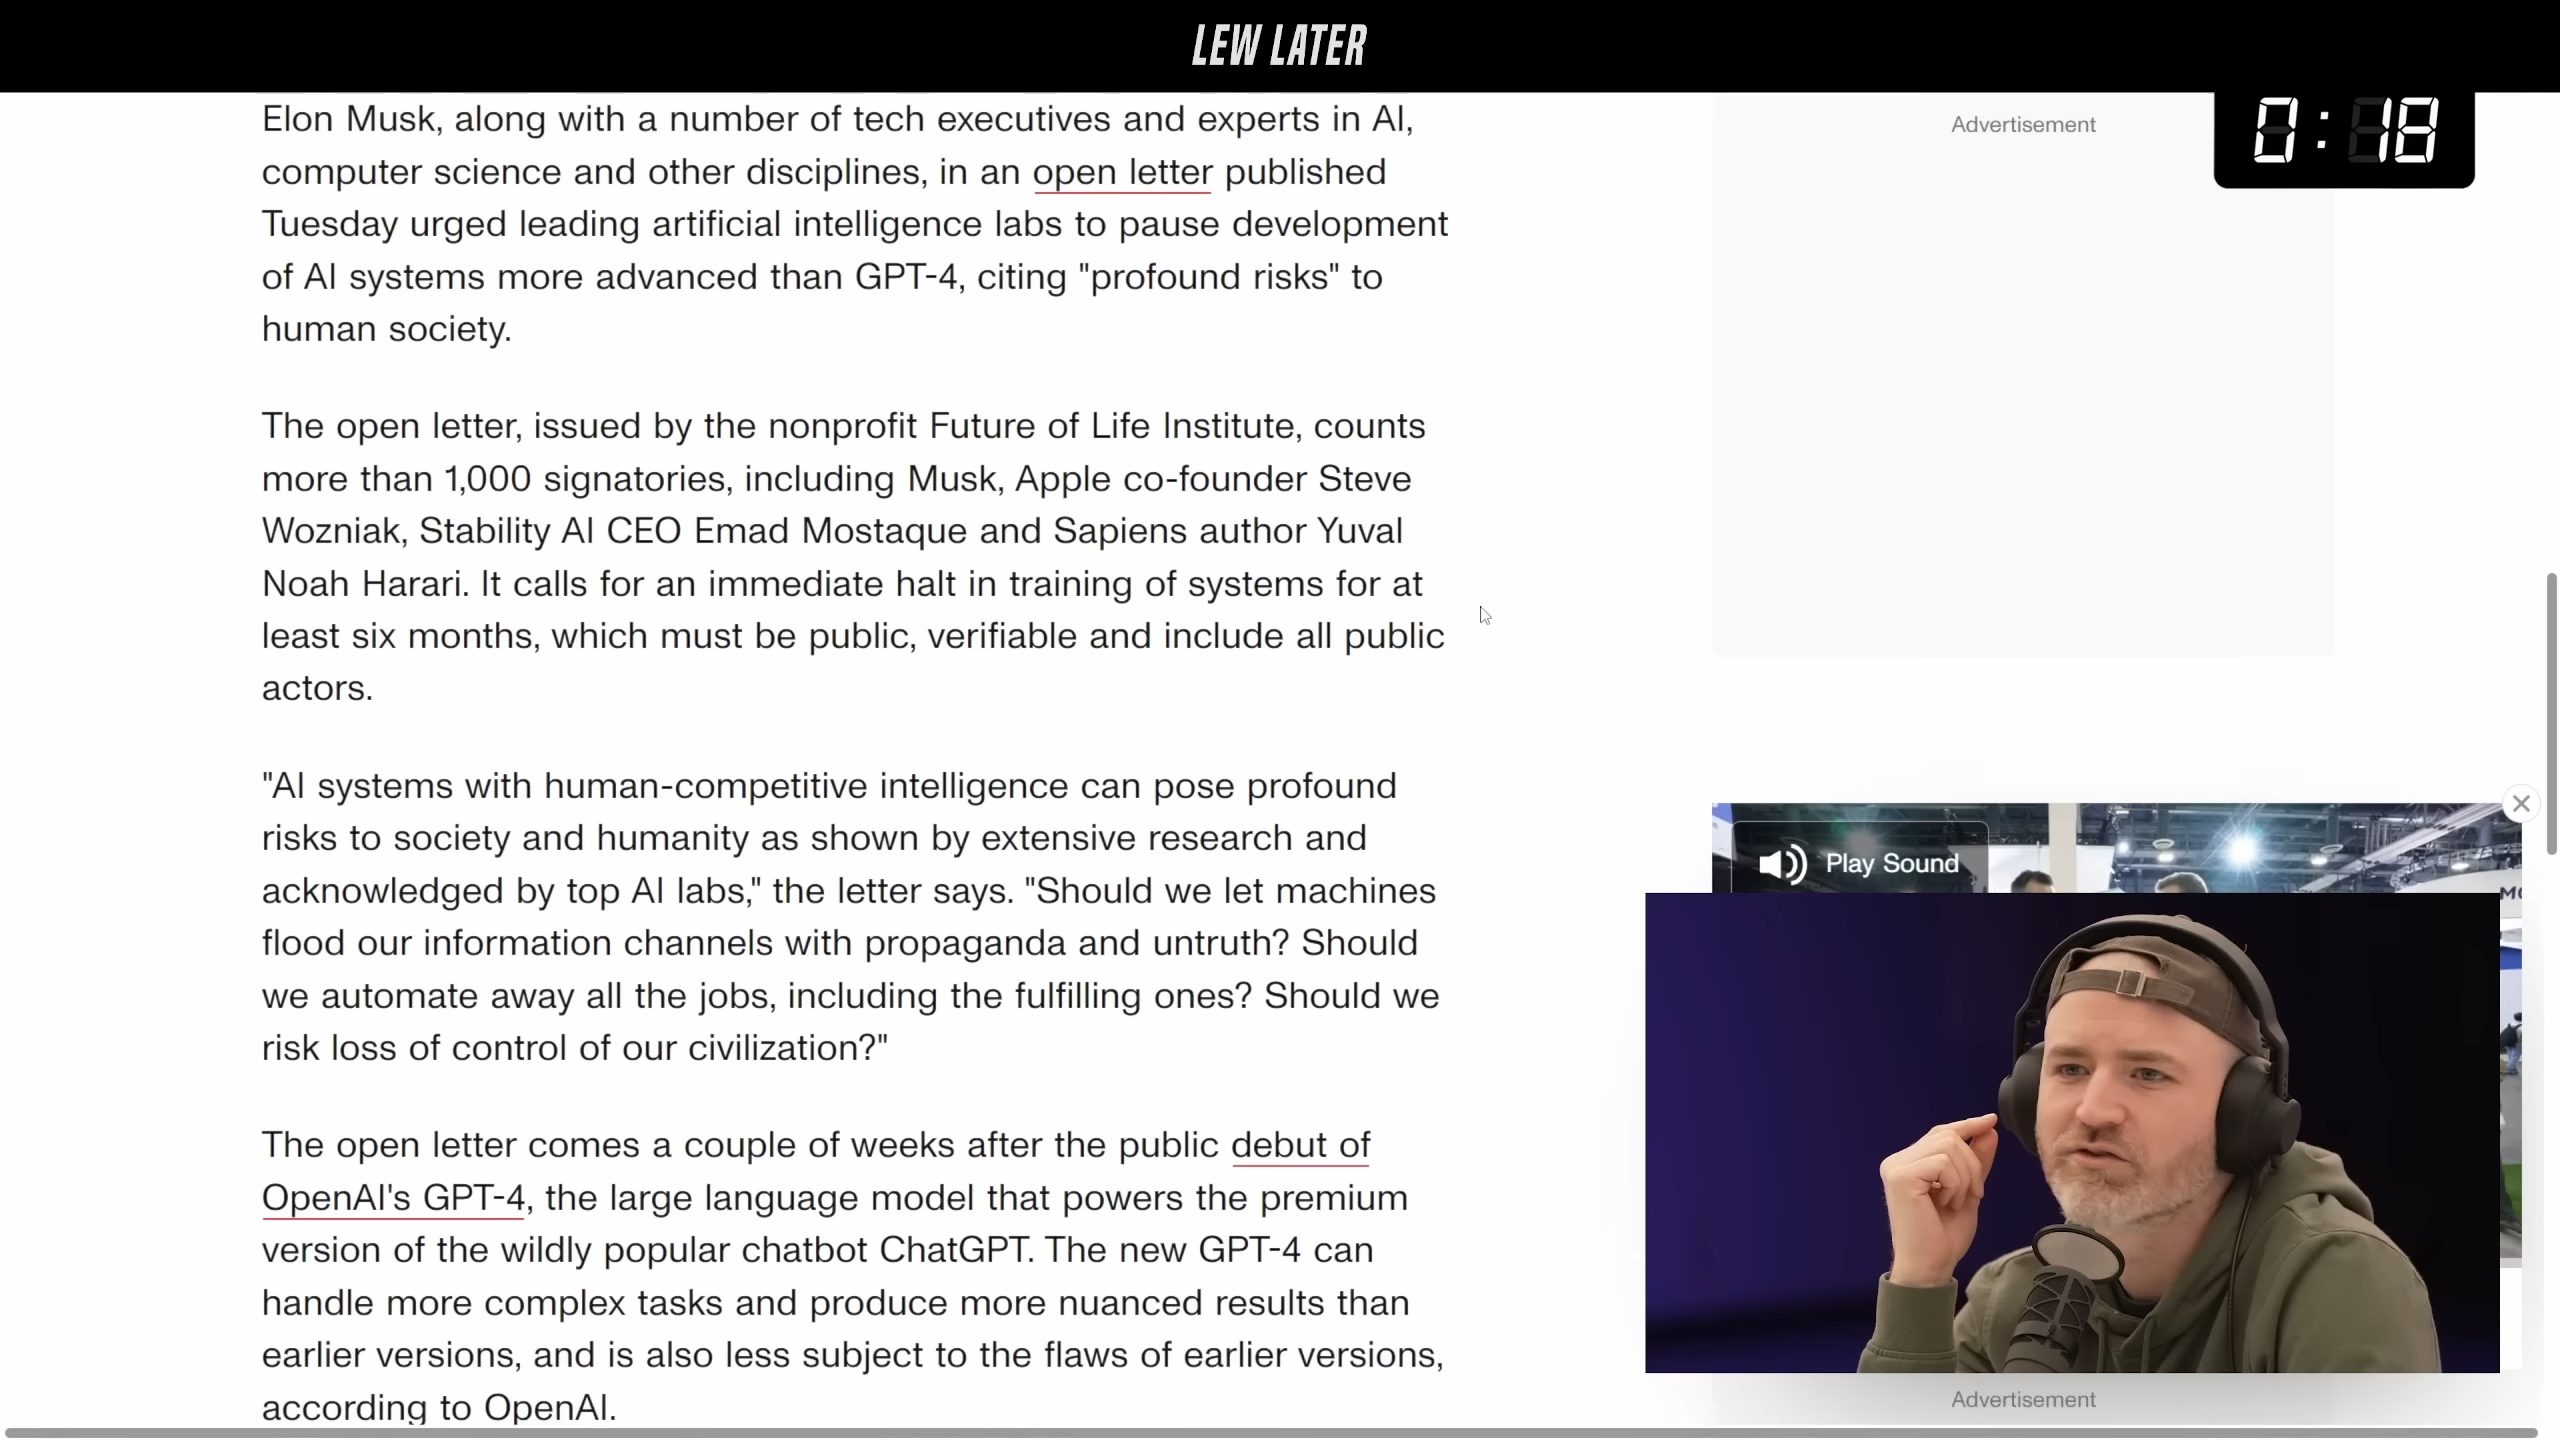 LEW LATER
0:18
Elon Musk, along with a number of tech executives and experts in AI,
computer science and other disciplines, in an open letter published
Tuesday urged leading artificial intelligence labs to pause development
of AI systems more advanced than GPT-4, citing "profound risks" to
human society.
The open letter, issued by the nonprofit Future of Life Institute, counts
more than 1,000 signatories, including Musk, Apple co-founder Steve
Wozniak, Stability AI CEO Emad Mostaque and Sapiens author Yuval
Noah Harari. It calls for an immediate halt in training of systems for at
least six months, which must be public, verifiable and include all public
actors.
"AI systems with human-competitive intelligence can pose profound
risks to society and humanity as shown by extensive research and
acknowledged by top AI labs," the letter says. "Should we let machines
flood our information channels with propaganda and untruth? Should
we automate away all the jobs, including the fulfilling ones? Should we
risk loss of control of our civilization?"
The open letter comes a couple of weeks after the public debut of
OpenAI's GPT-4, the large language model that powers the premium
version of the wildly popular chatbot ChatGPT. The new GPT-4 can
handle more complex tasks and produce more nuanced results than
earlier versions, and is also less subject to the flaws of earlier versions,
according to OpenAI.
Advertisement
Play Sound
Advertisement